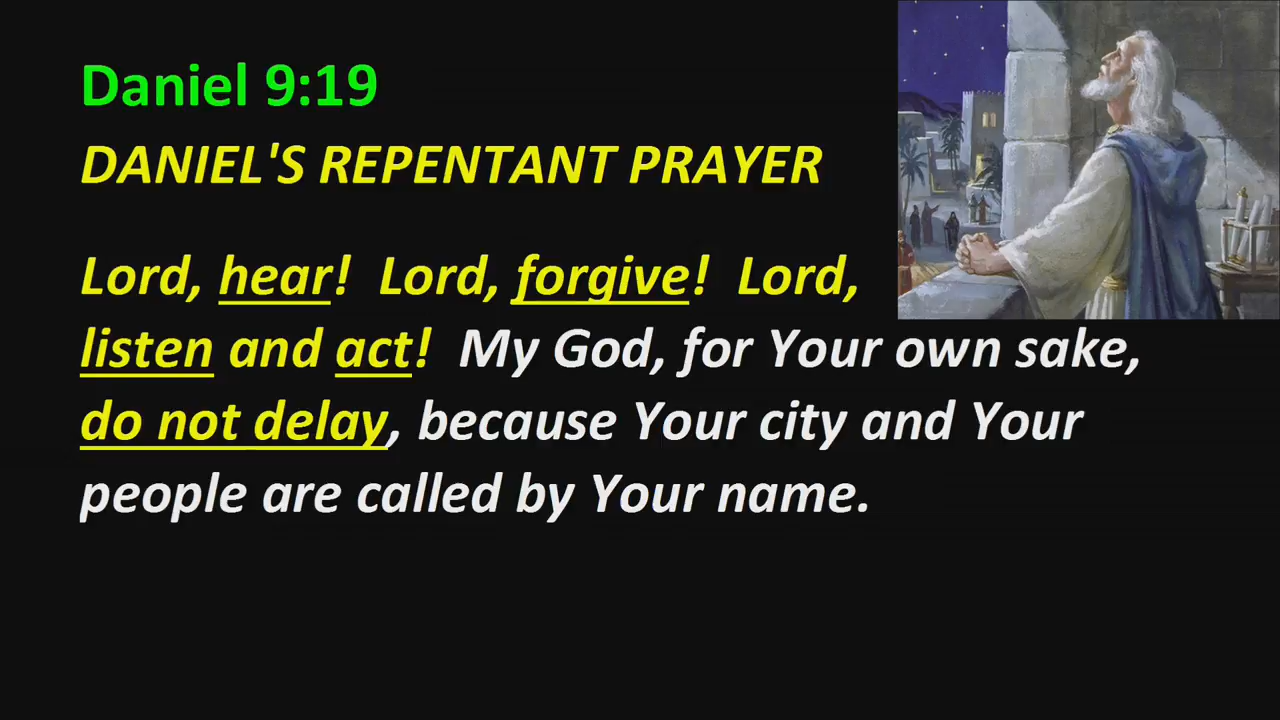 Daniel 9:19
DANIEL'S REPENTANT PRAYER
Lord, hear!  Lord, forgive!  Lord,
listen and act!  My God, for Your own sake,
do not delay, because Your city and Your
people are called by Your name.